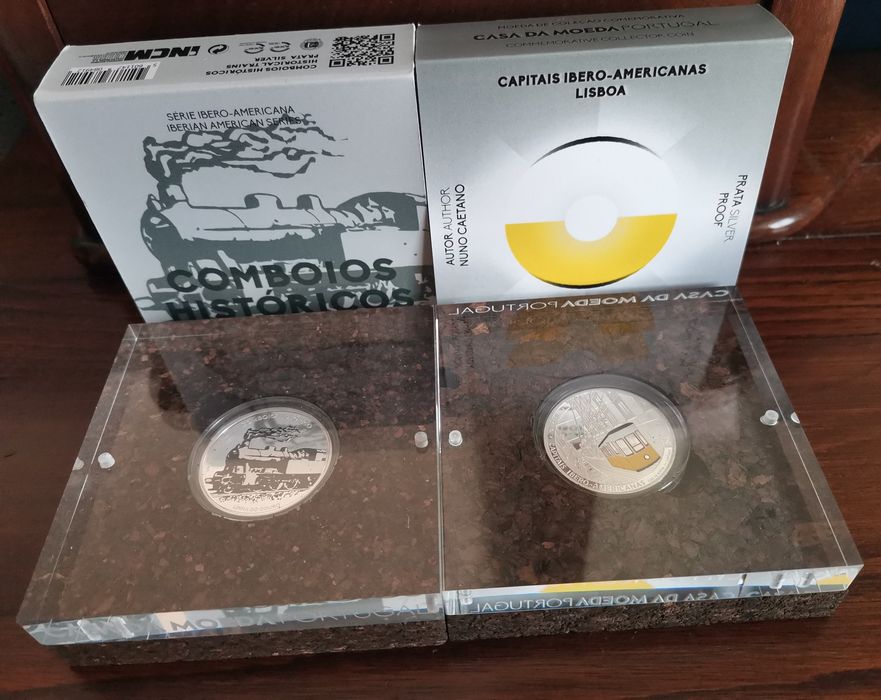 INCM
COMBOIOS HISTÓRICOS
HISTORICAL TRAINS
PRATA SILVER
SÉRIE IBERO-AMERICANA
IBERIAN AMERICAN SERIES
COMBOIOS
HISTÓRICOS
MOEDA DE COLEÇÃO COMEMORATIVA
CASA DA MOEDA PORTUGAL
COMMEMORATIVE COLLECTOR COIN
CAPITAIS IBERO-AMERICANAS
LISBOA
AUTOR AUTHOR
NUNO CAETANO
PRATA SILVER
PROOF
CASA DA MOEDA PORTUGAL
CAPITAIS IBERO-AMERICANAS
CASA DA MOEDA PORTUGAL